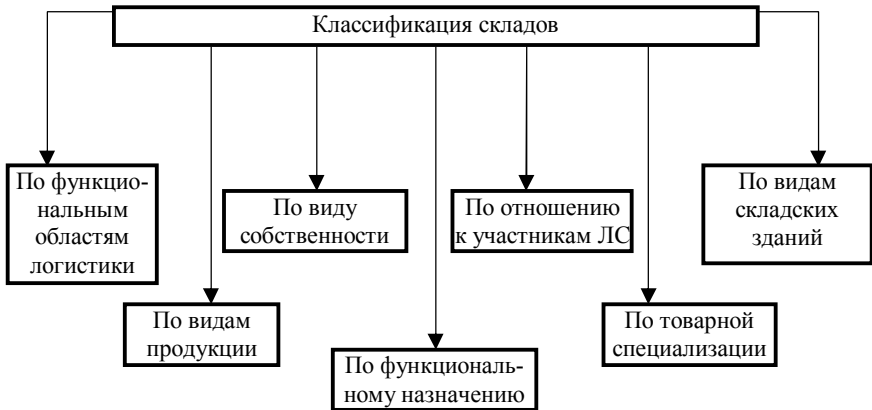 Классификация складов
По функцио-
нальным
областям
логистики
По видам
продукции
По виду
собственности
По функциональ-
ному назначению
По отношению
к участникам ЛС
По товарной
специализации
По видам
складских
зданий